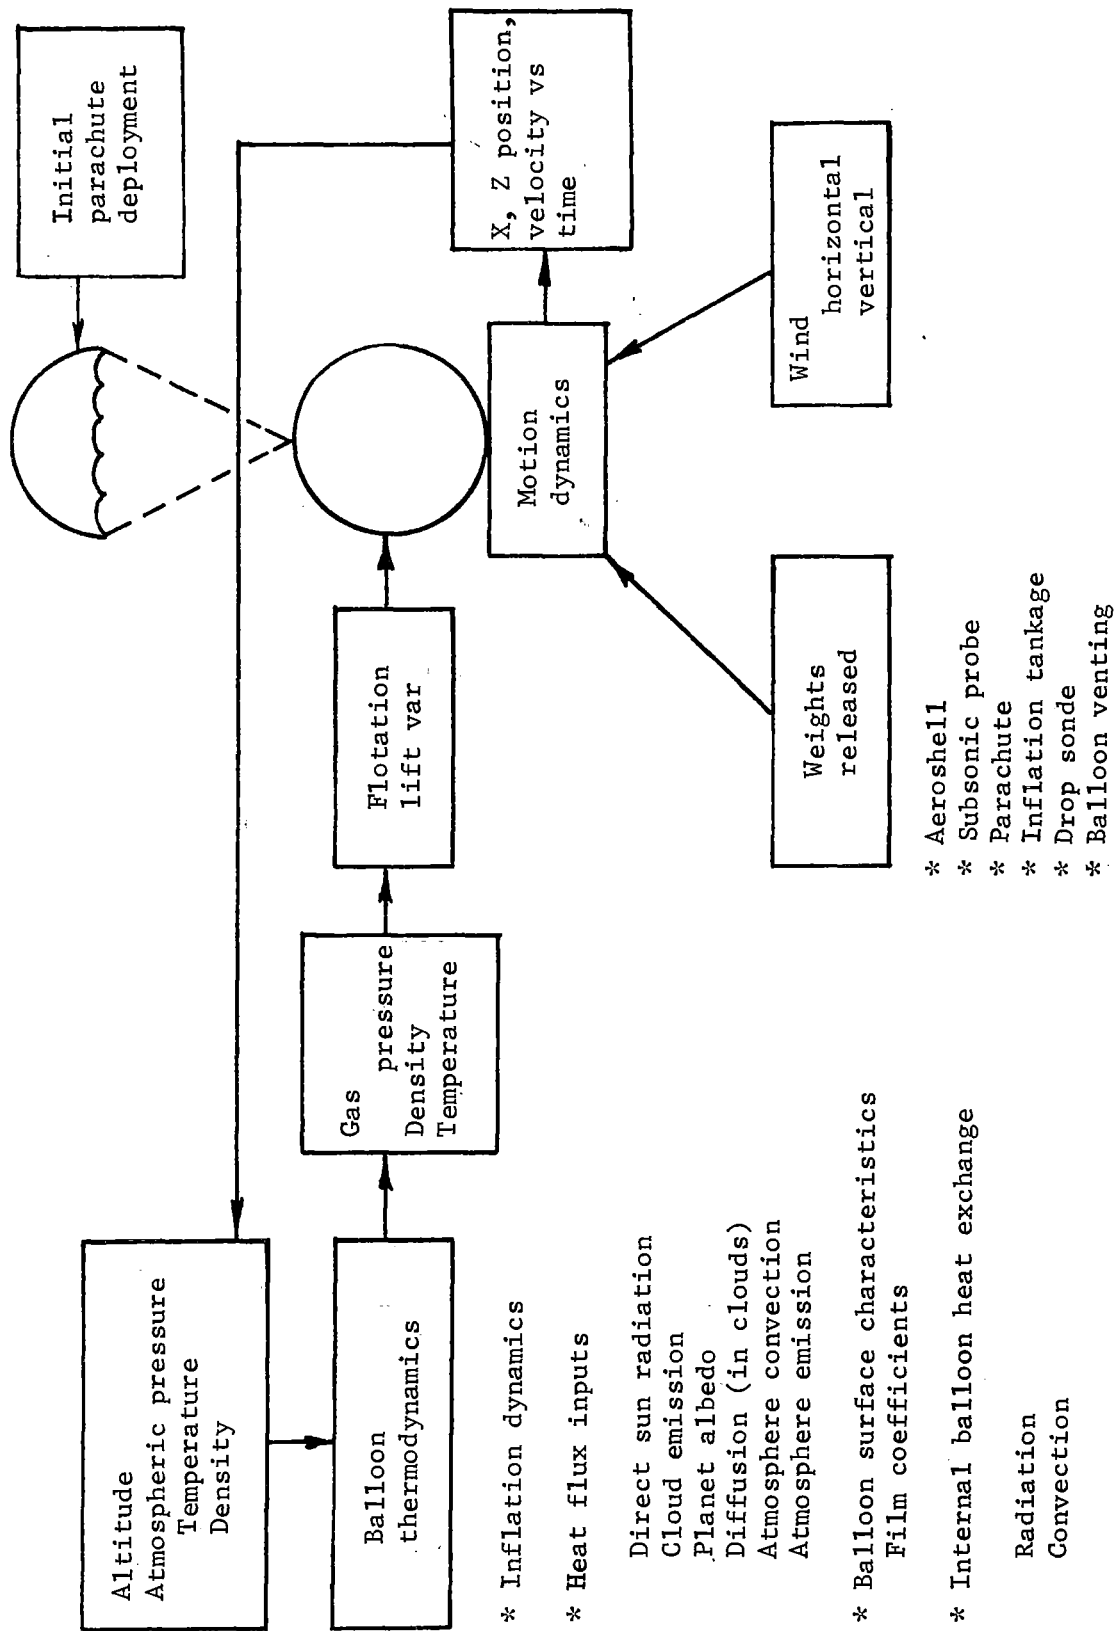 Altitude
Atmospheric pressure
Temperature
Density
Balloon
thermodynamics
* Inflation dynamics
* Heat flux inputs
Direct sun radiation
Cloud emission
Planet albedo
Diffusion (in clouds)
Atmosphere convection
Atmosphere emission
* Balloon surface characteristics
Film coefficients
* Internal balloon heat exchange
Radiation
Convection
Gas
pressure
Density
Temperature
Flotation
lift var
Initial
parachute
deployment
Motion
dynamics
X, Z position,
velocity vs
time
Weights
released
* Aeroshell
* Subsonic probe
* Parachute
* Inflation tankage
* Drop sonde
* Balloon venting
Wind
horizontal
vertical